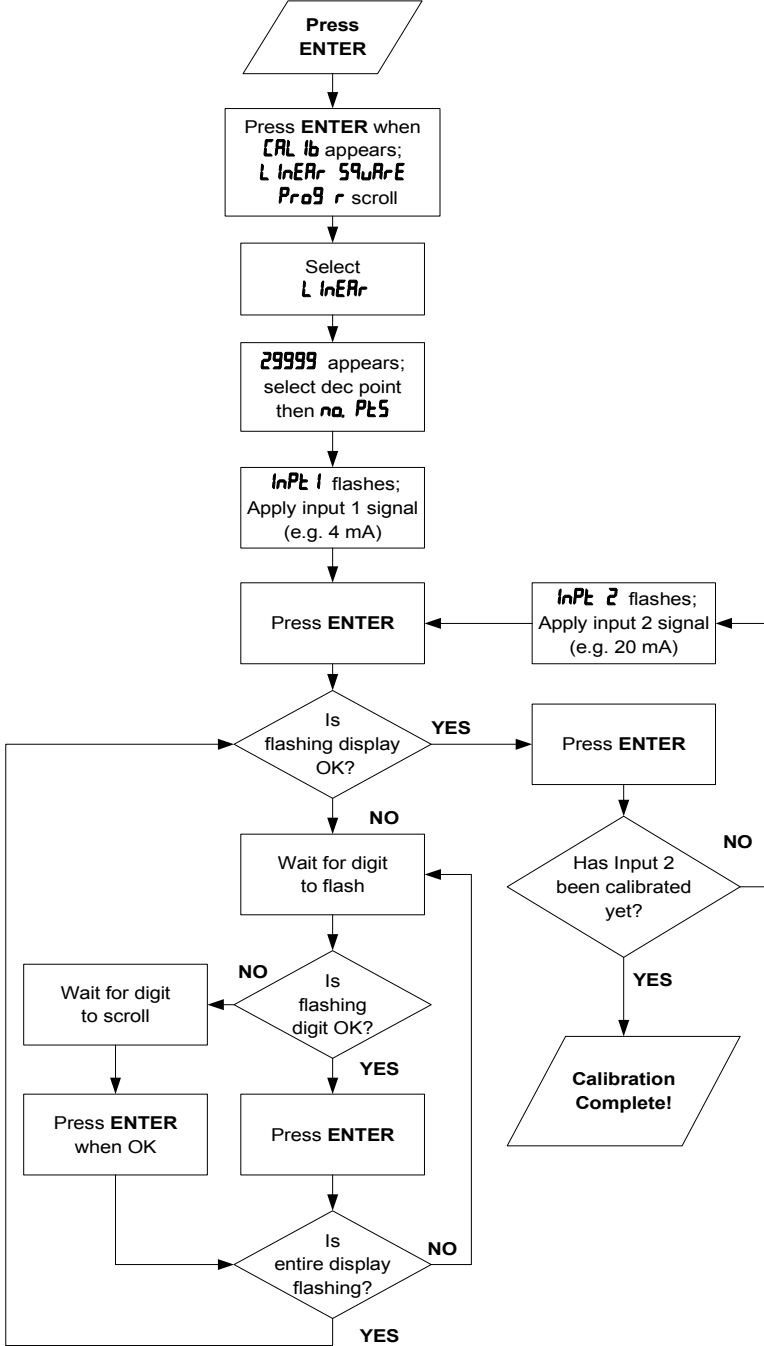 Press
ENTER
Press ENTER when
CALIb appears;
LInEAr SquArE
Prog r scroll
Select
LInEAr
29999 appears;
select dec point
then no. PtS
InPt 1 flashes;
Apply input 1 signal
(e.g. 4 mA)
Press ENTER
InPt 2 flashes;
Apply input 2 signal
(e.g. 20 mA)
Is
flashing display
OK?
YES
Press ENTER
NO
Wait for digit
to flash
Has Input 2
been calibrated
yet?
NO
Is
flashing
digit OK?
NO
Wait for digit
to scroll
YES
YES
Press ENTER
when OK
Press ENTER
Calibration
Complete!
Is
entire display
flashing?
NO
YES